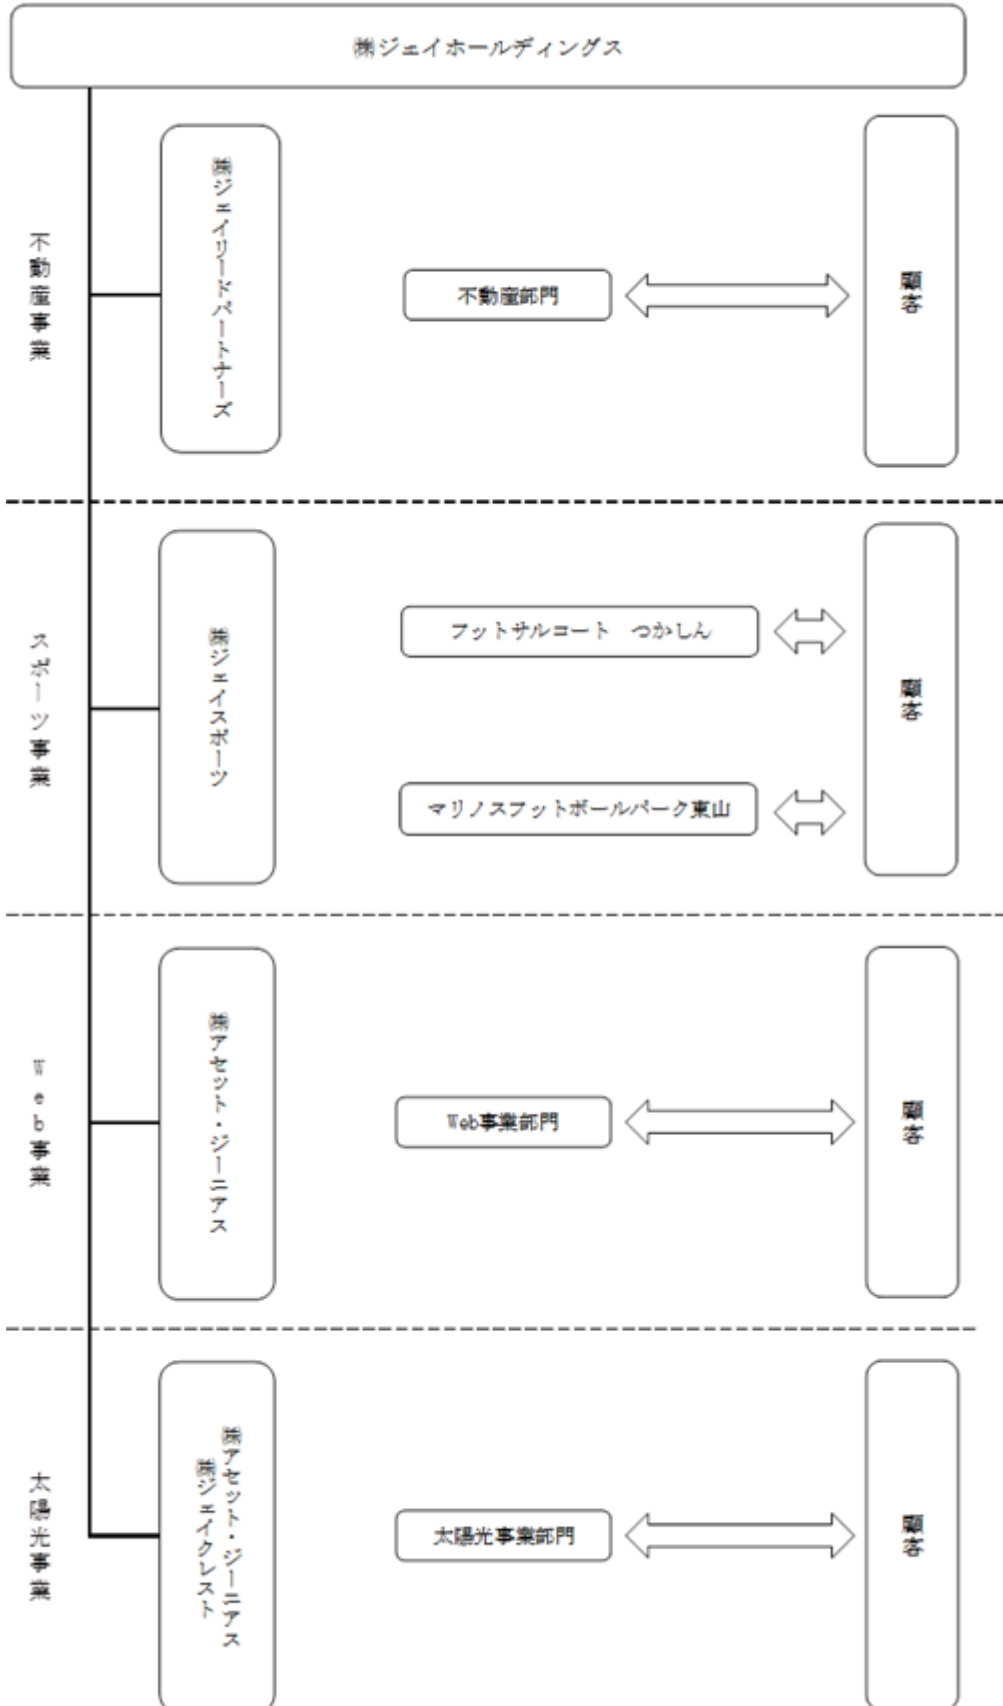 ㈱ジェイホールディングス
不動産事業
㈱ジェイリードパートナーズ
不動産部門
顧客
スポーツ事業
㈱ジェイスポーツ
フットサルコート　つかしん
マリノスフットボールパーク東山
顧客
Web事業
㈱アセット・ジーニアス
Web事業部門
顧客
太陽光事業
㈱アセット・ジーニアス
㈱ジェイクレスト
太陽光事業部門
顧客